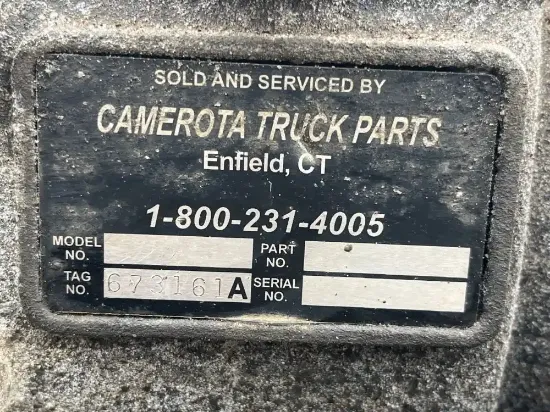 SOLD AND SERVICED BY
CAMEROTA TRUCK PARTS
Enfield, CT
1-800-231-4005
MODEL NO. PART NO.
TAG NO. 673161A SERIAL NO.